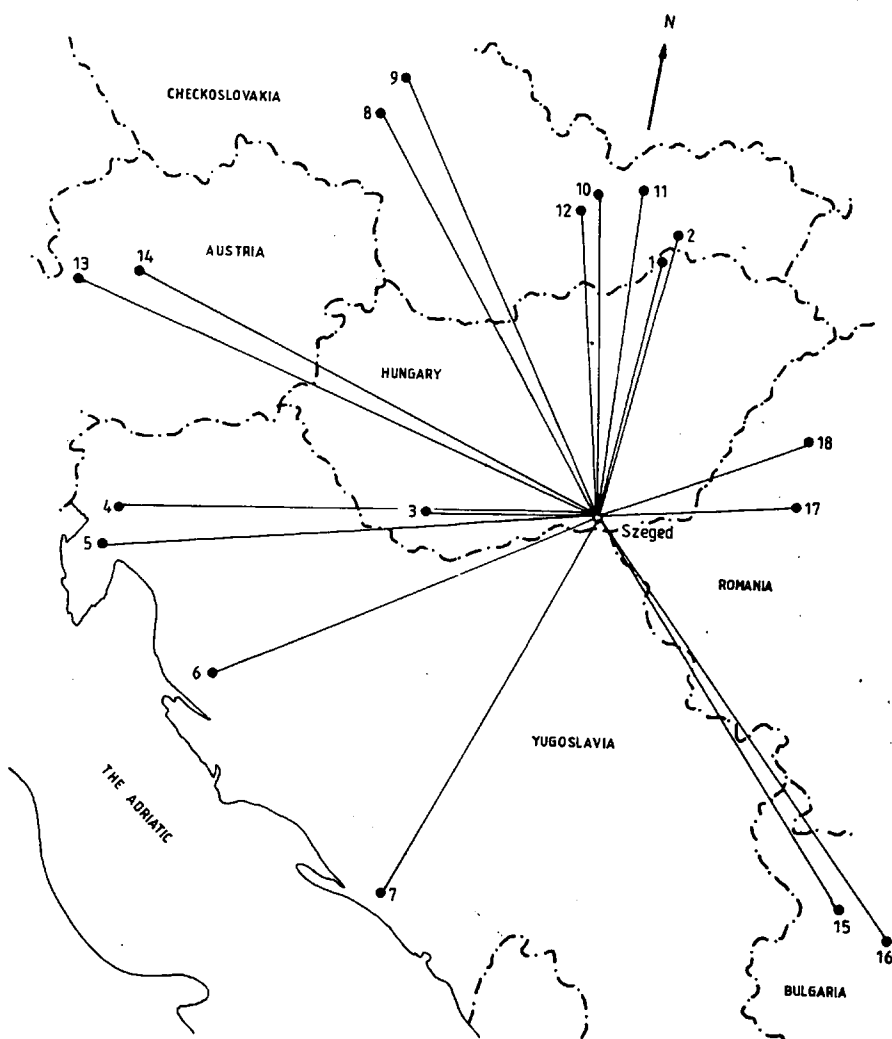 N
CHECKOSLOVAKIA
9
8
10
11
12
2
1
AUSTRIA
13
14
HUNGARY
18
4
3
17
5
Szeged
ROMANIA
6
YUGOSLAVIA
THE ADRIATIC
7
15
16
BULGARIA